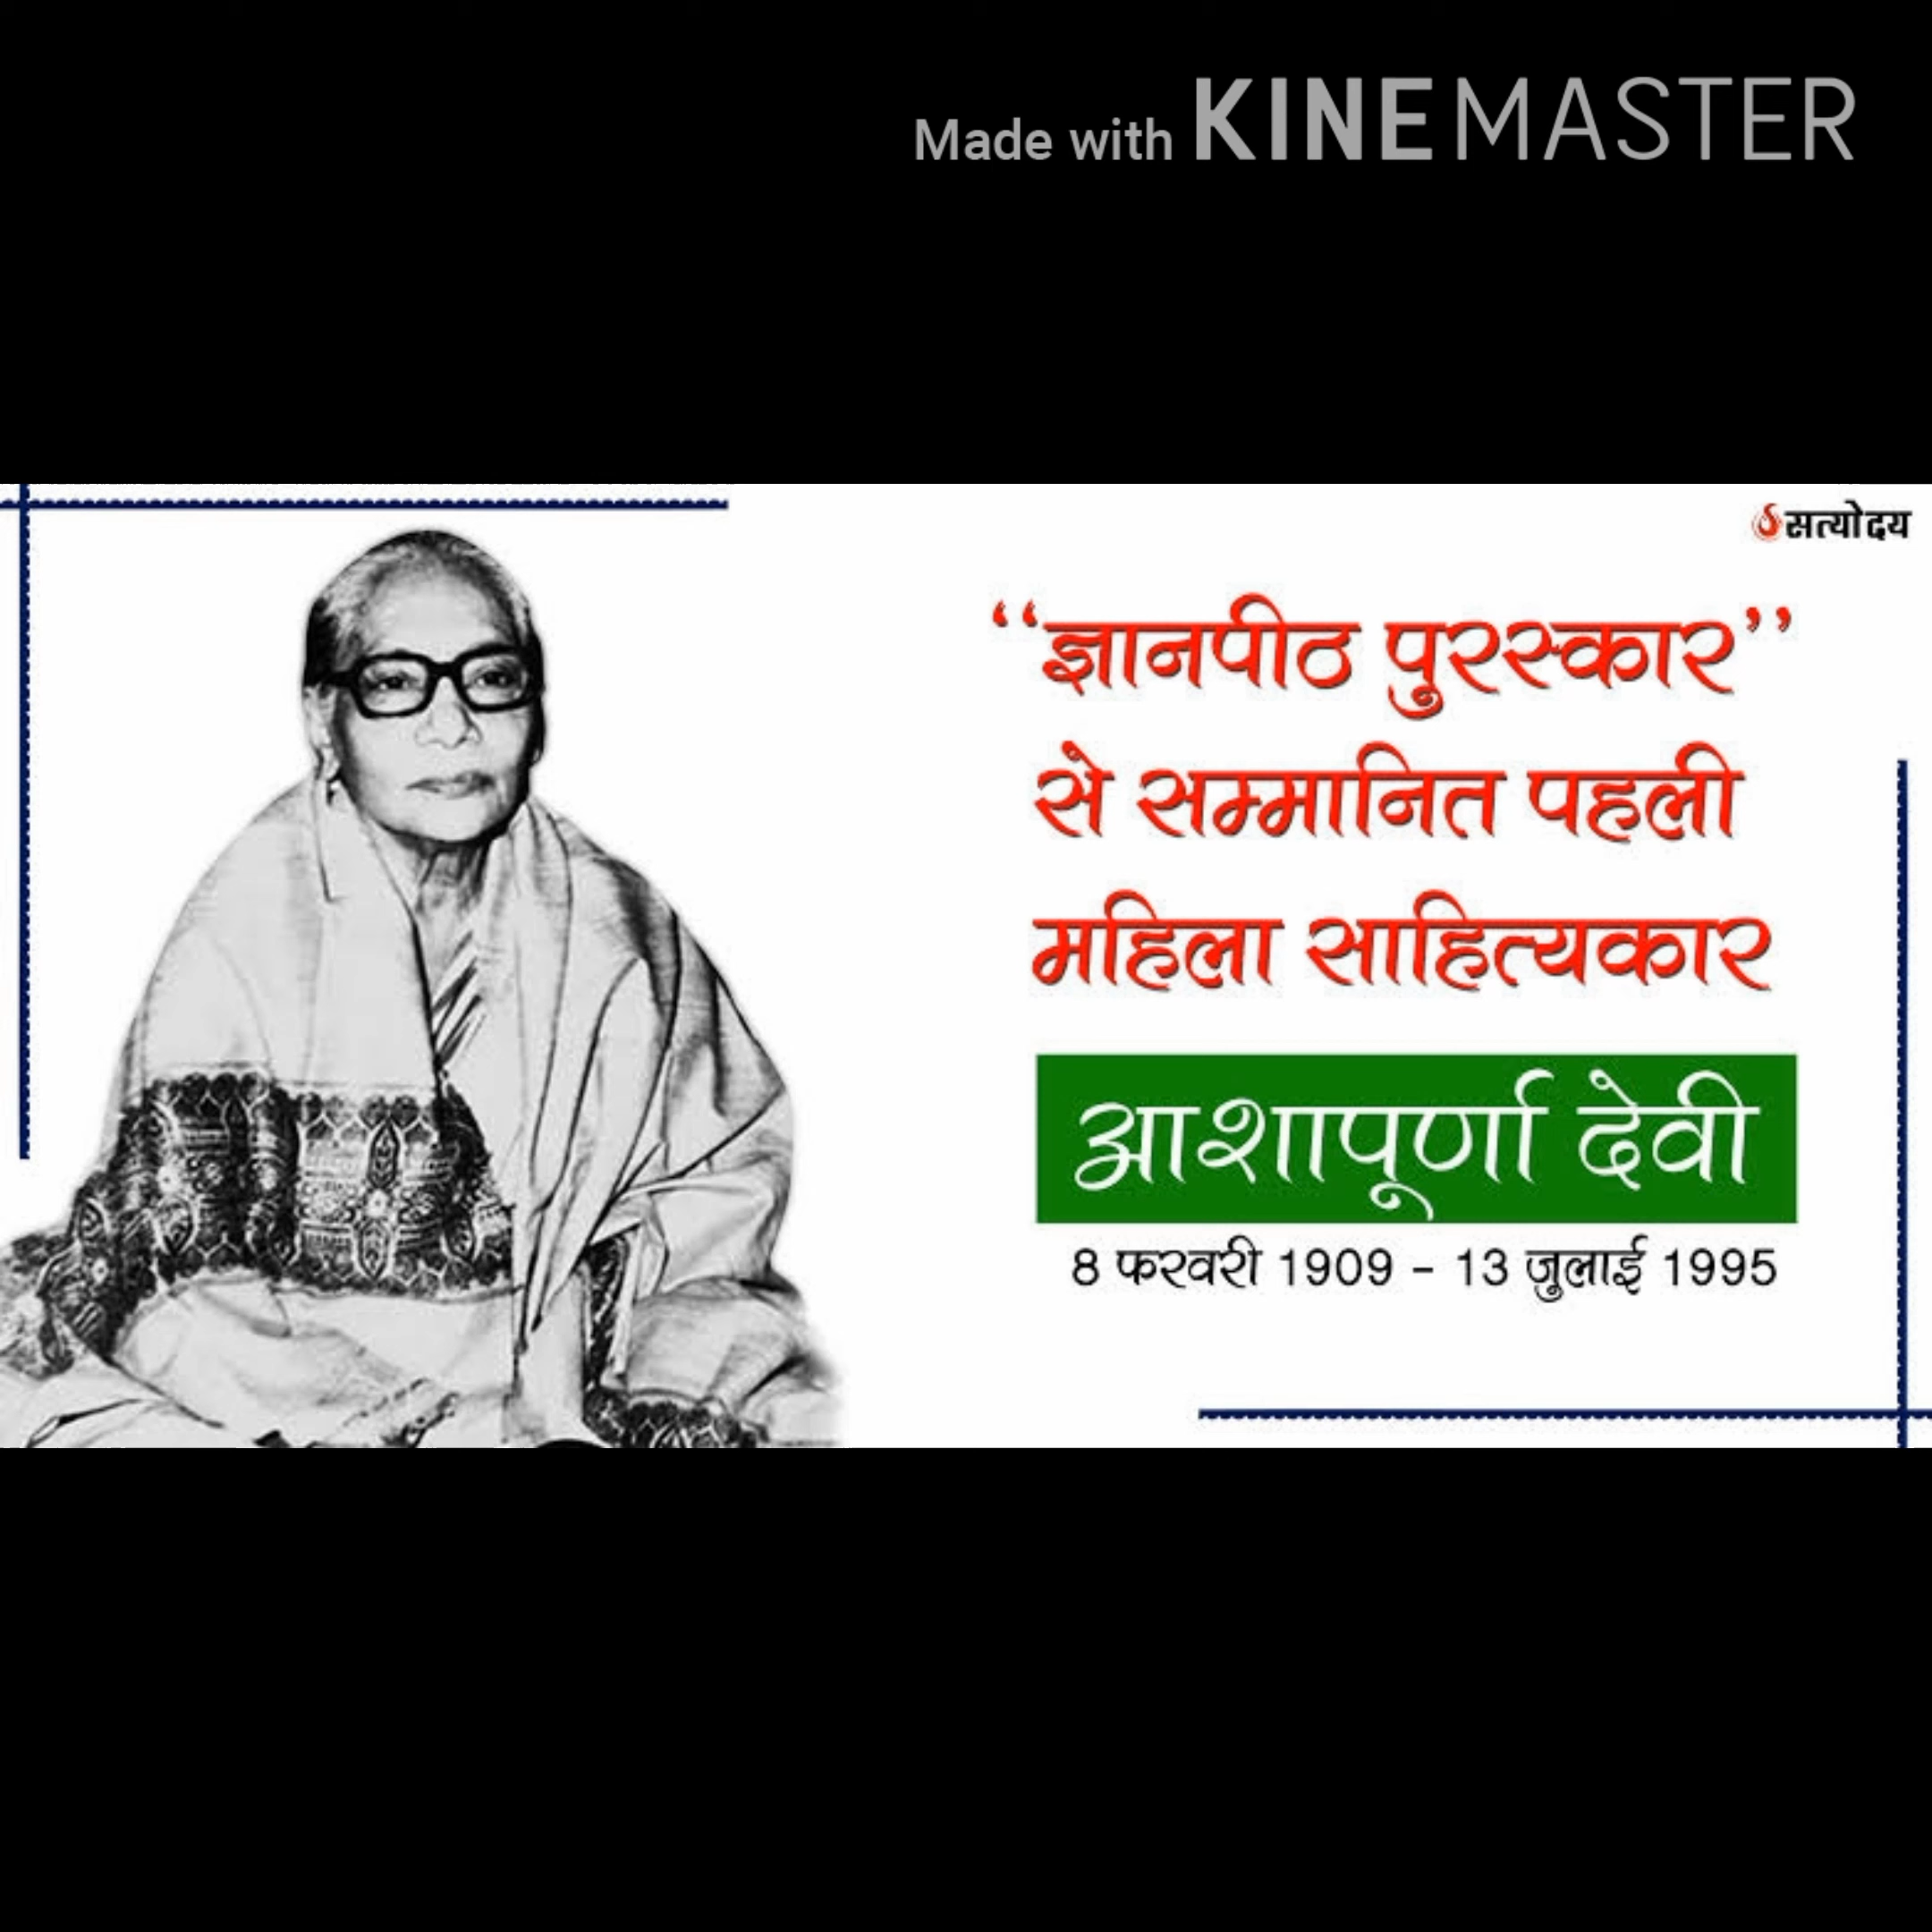 Made with KINEMASTER
सत्योदय
“ज्ञानपीठ पुरस्कार”
से सम्मानित पहली
महिला साहित्यकार
आशापूर्णा देवी
8 फरवरी 1909 - 13 जुलाई 1995